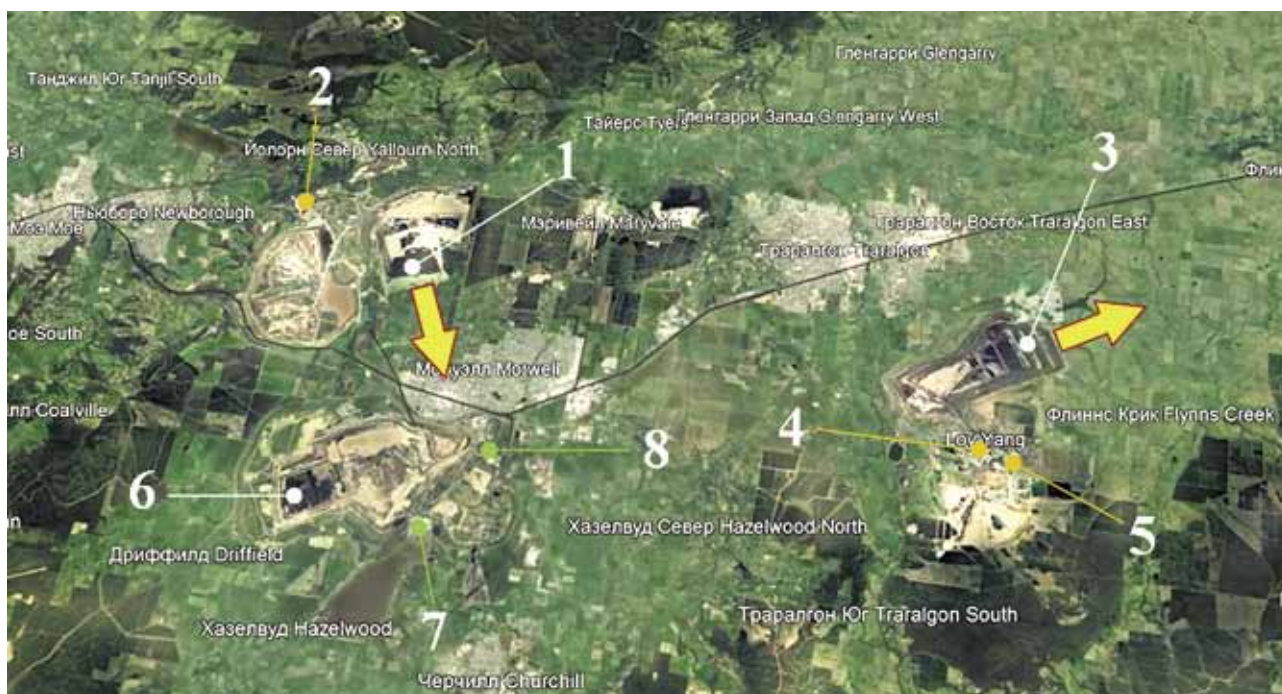 Гленгарри Glengarry
Танджил Юг Tanjil South
2
Тайерс Tyers
Гленгарри Запад Glengarry West
Йолорн Север Yallourn North
1
3
Ньюборо Newborough
Мое Moe
Мэривейл Maryvale
Траралгон Восток Traralgon East
Траралгон Traralgon
oe South
Моруэлл Morwell
лл Coalville
Флиннс Крик Flynns Creek
4
Loy Yang
8
6
5
Хазелвуд Север Hazelwood North
Дриффилд Driffield
7
Траралгон Юг Traralgon South
Хазелвуд Hazelwood
Черчилл Churchill